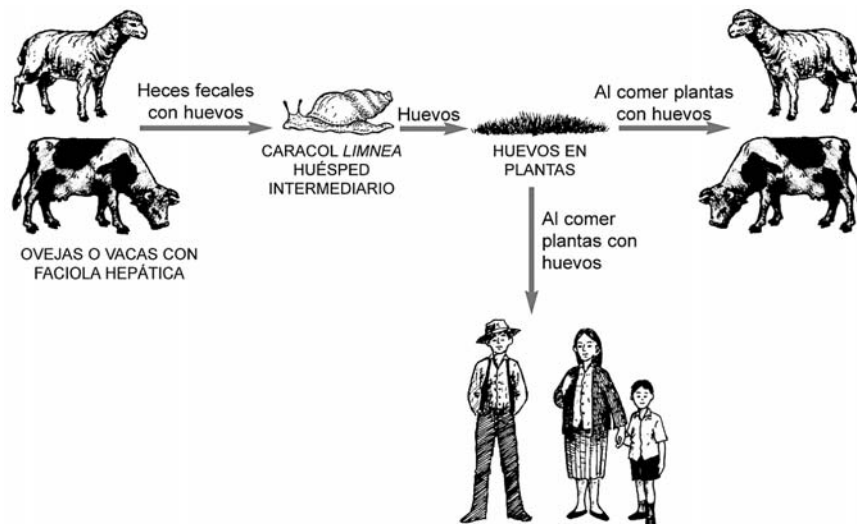 Heces fecales
con huevos
CARACOL LIMNEA
HUÉSPED
INTERMEDIARIO
Huevos
HUEVOS EN
PLANTAS
Al comer plantas
con huevos
OVEJAS O VACAS CON
FACIOLA HEPÁTICA
Al comer
plantas con
huevos